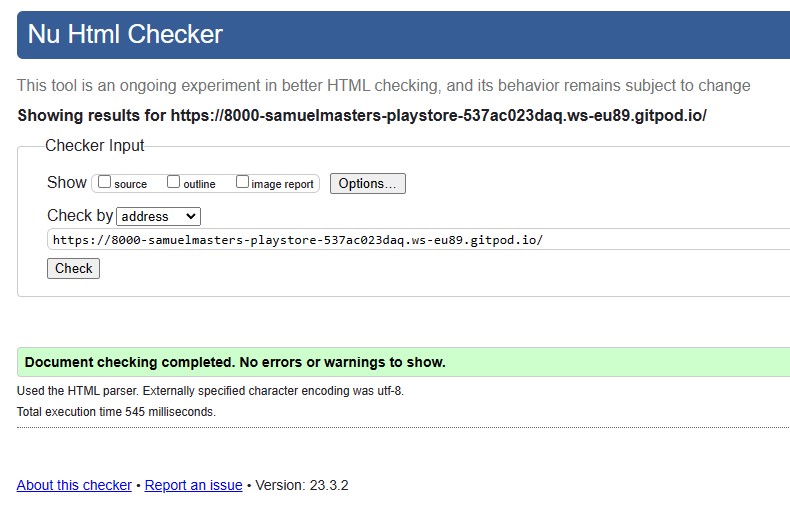 Nu Html Checker
This tool is an ongoing experiment in better HTML checking, and its behavior remains subject to change
Showing results for https://8000-samuelmasters-playstore-537ac023daq.ws-eu89.gitpod.io/
Checker Input
Show source outline image report Options...
Check by address
https://8000-samuelmasters-playstore-537ac023daq.ws-eu89.gitpod.io/
Check
Document checking completed. No errors or warnings to show.
Used the HTML parser. Externally specified character encoding was utf-8.
Total execution time 545 milliseconds.
About this checker • Report an issue • Version: 23.3.2